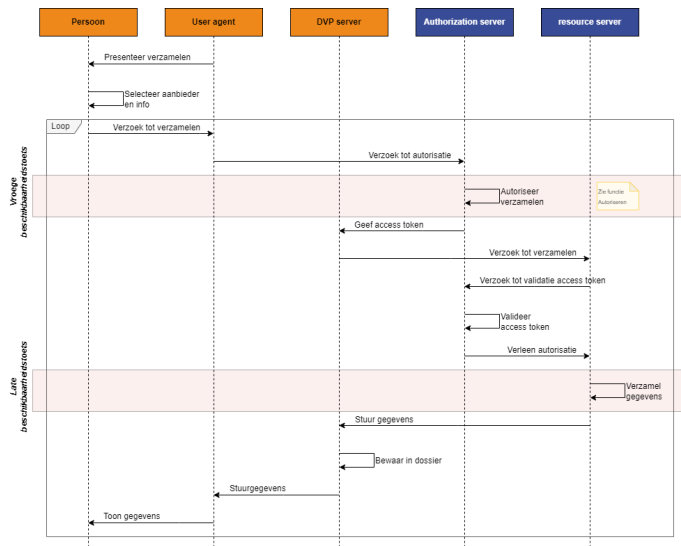 Persoon
User agent
DVP server
Authorization server
resource server
Presenteer verzamelen
Selecteer aanbieder
en info
Loop
Verzoek tot verzamelen
Verzoek tot autorisatie
Vroege
beschikbaarheidstoets
Autoriseer
verzamelen
Zie functie
Autoriseren
Geef access token
Verzoek tot verzamelen
Verzoek tot validatie access token
Valideer
access token
Verleen autorisatie
Late
beschikbaarheidstoets
Verzamel
gegevens
Stuur gegevens
Bewaar in dossier
Stuurgegevens
Toon gegevens